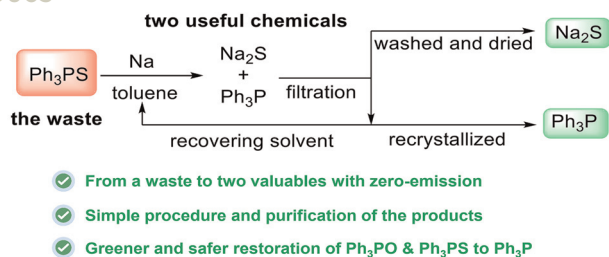 two useful chemicals
Ph₃PS
Na
toluene
Na₂S
+
Ph₃P
filtration
washed and dried
Na₂S
the waste
recovering solvent
recrystallized
Ph₃P
From a waste to two valuables with zero-emission
Simple procedure and purification of the products
Greener and safer restoration of Ph₃PO & Ph₃PS to Ph₃P